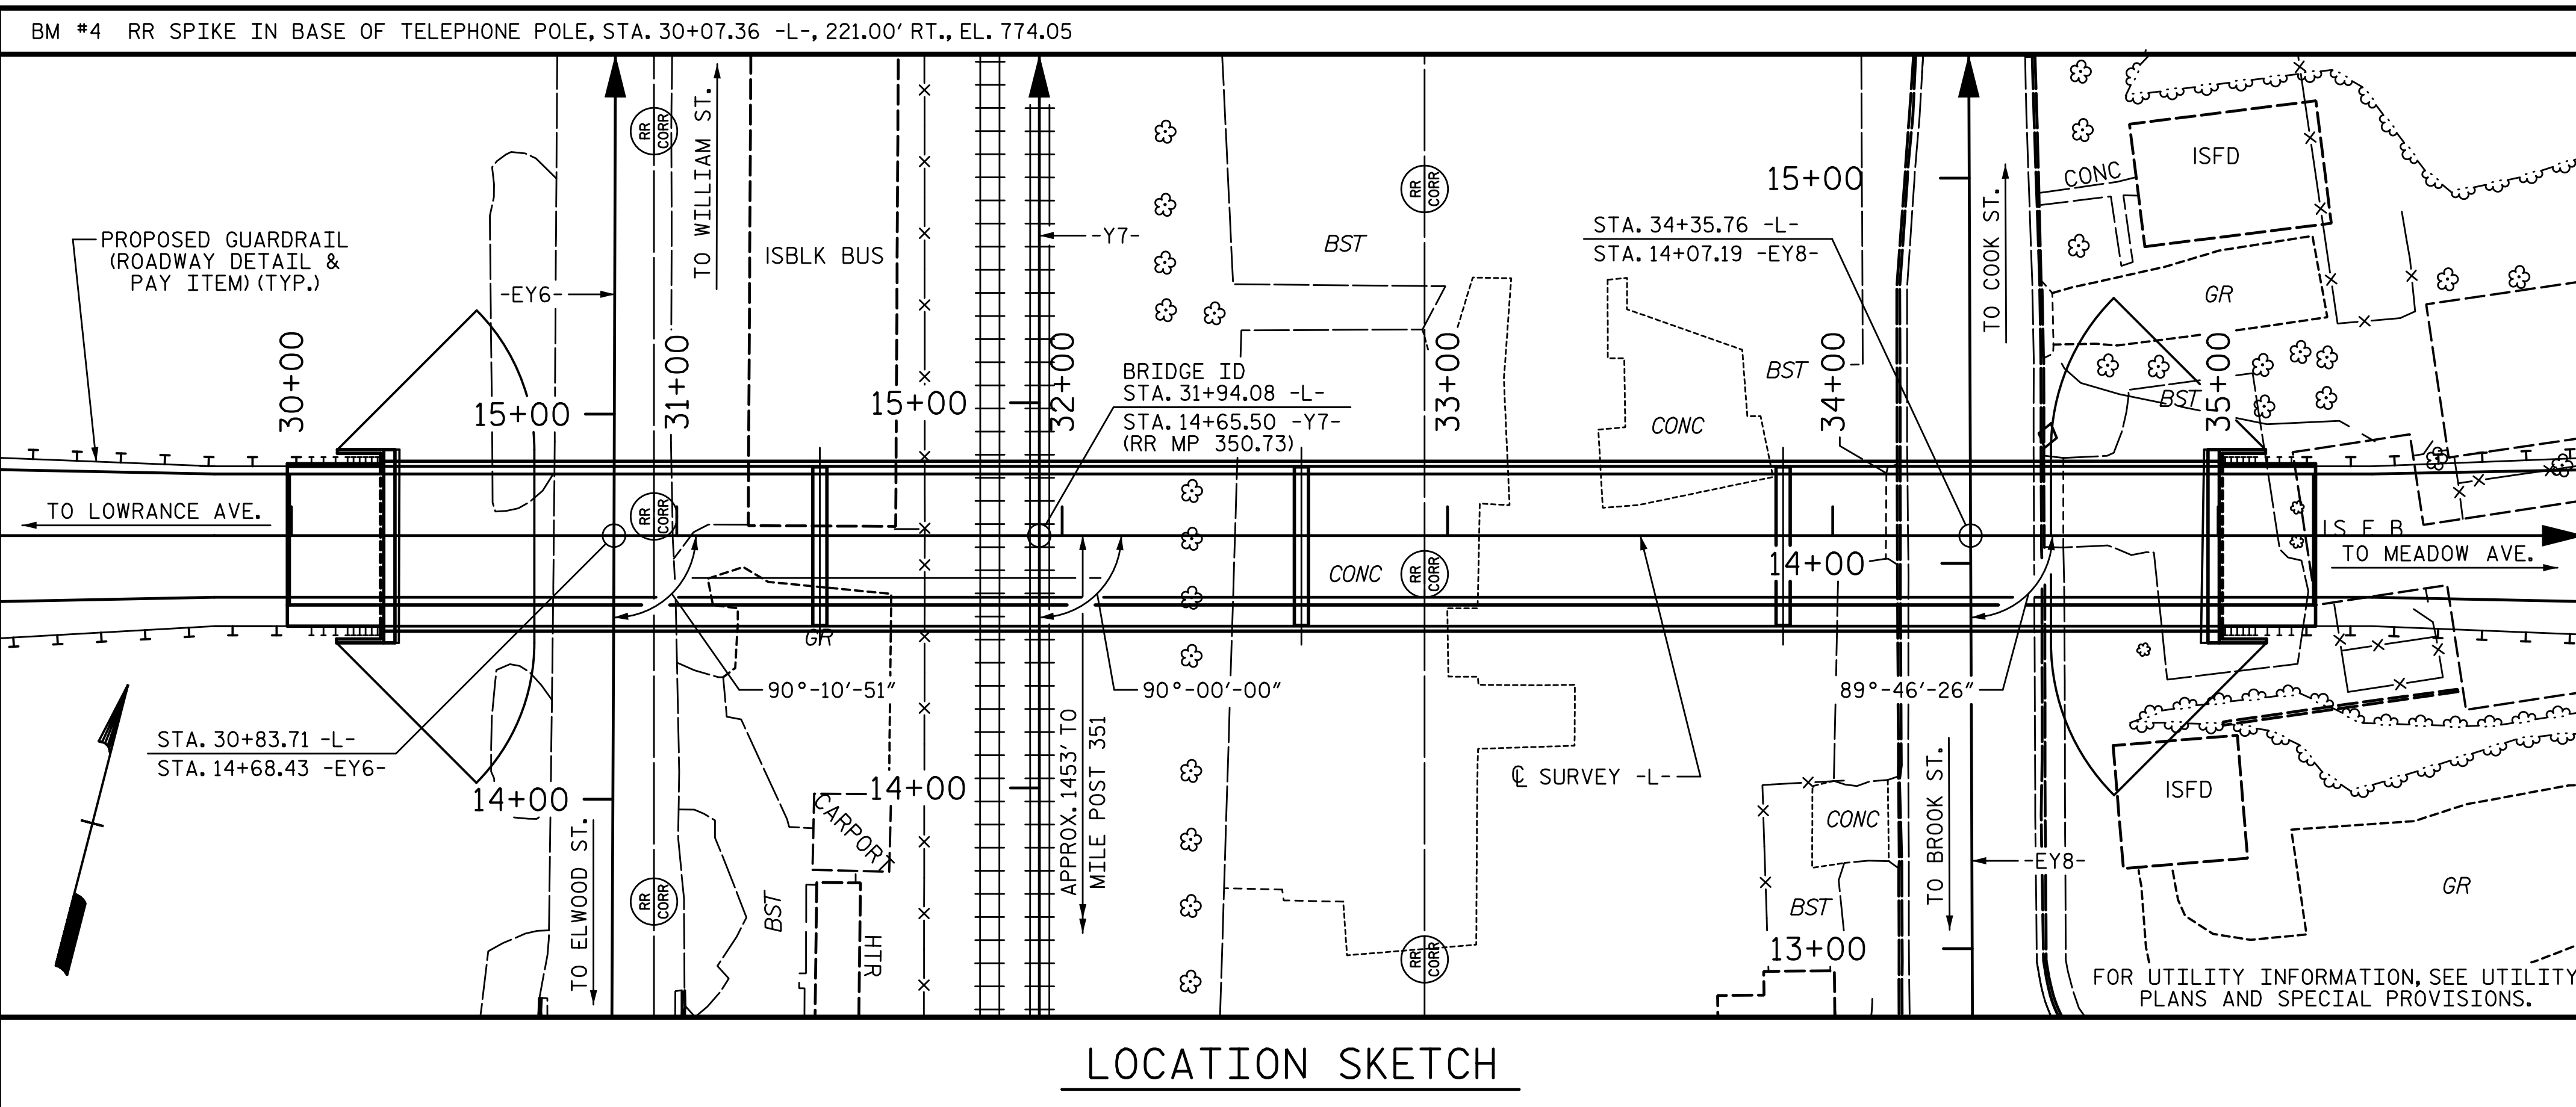 BM #4 RR SPIKE IN BASE OF TELEPHONE POLE, STA. 30+07.36 -L-, 221.00' RT., EL. 774.05
PROPOSED GUARDRAIL
(ROADWAY DETAIL &
PAY ITEM) (TYP.)
-EY6-
RR
CORR
TO WILLIAM ST.
ISBLK BUS
-Y7-
BST
RR
CORR
STA. 34+35.76 -L-
STA. 14+07.19 -EY8-
15+00
TO COOK ST.
CONC
ISFD
GR
30+00
15+00
31+00
15+00
32+00
BRIDGE ID
STA. 31+94.08 -L-
STA. 14+65.50 -Y7-
(RR MP 350.73)
33+00
CONC
BST
34+00
BST
35+00
TO LOWRANCE AVE.
RR
CORR
CONC
RR
CORR
14+00
IS F B
TO MEADOW AVE.
GR
90°-10'-51"
90°-00'-00"
89°-46'-26"
STA. 30+83.71 -L-
STA. 14+68.43 -EY6-
14+00
CARPORT
14+00
APPROX. 1453' TO
MILE POST 351
℄ SURVEY -L-
CONC
BST
13+00
TO BROOK ST.
-EY8-
ISFD
GR
TO ELWOOD ST.
RR
CORR
BST
HTR
RR
CORR
FOR UTILITY INFORMATION, SEE UTILITY
PLANS AND SPECIAL PROVISIONS.
LOCATION SKETCH